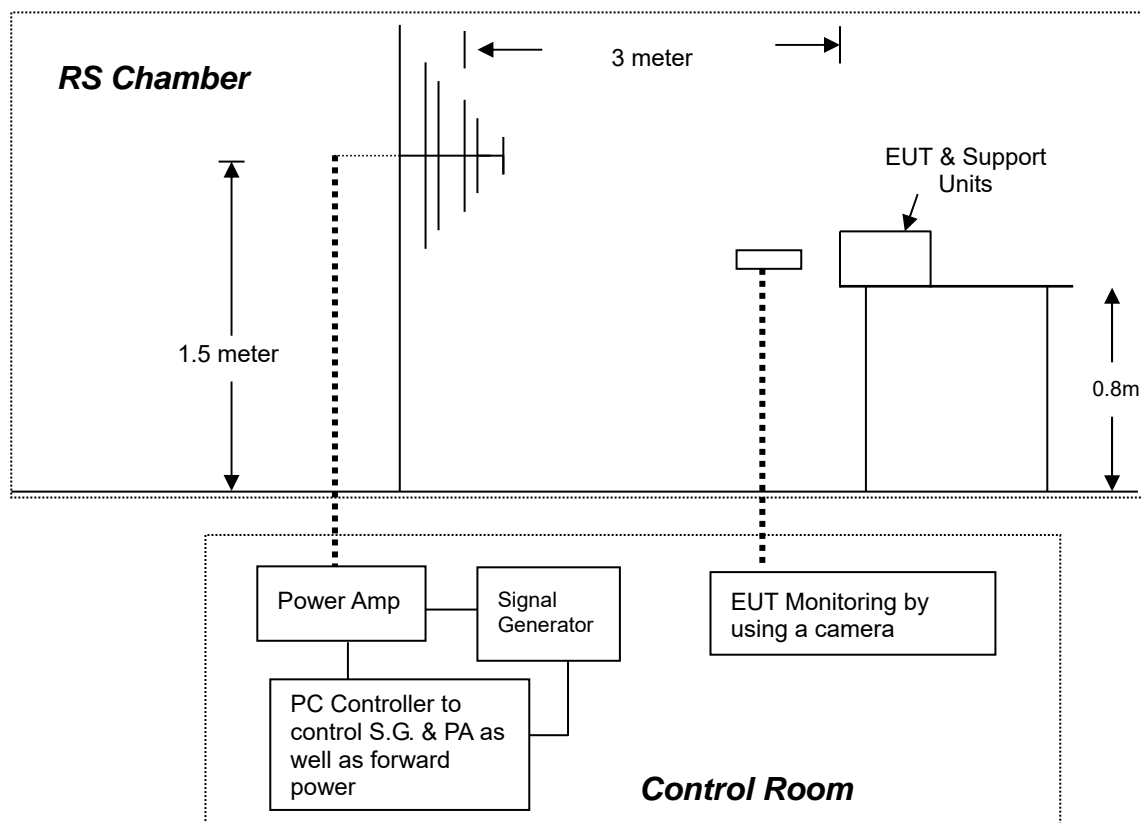 3 meter
RS Chamber
EUT & Support
Units
1.5 meter
0.8m
Power Amp
Signal
Generator
EUT Monitoring by
using a camera
PC Controller to
control S.G. & PA as
well as forward
power
Control Room